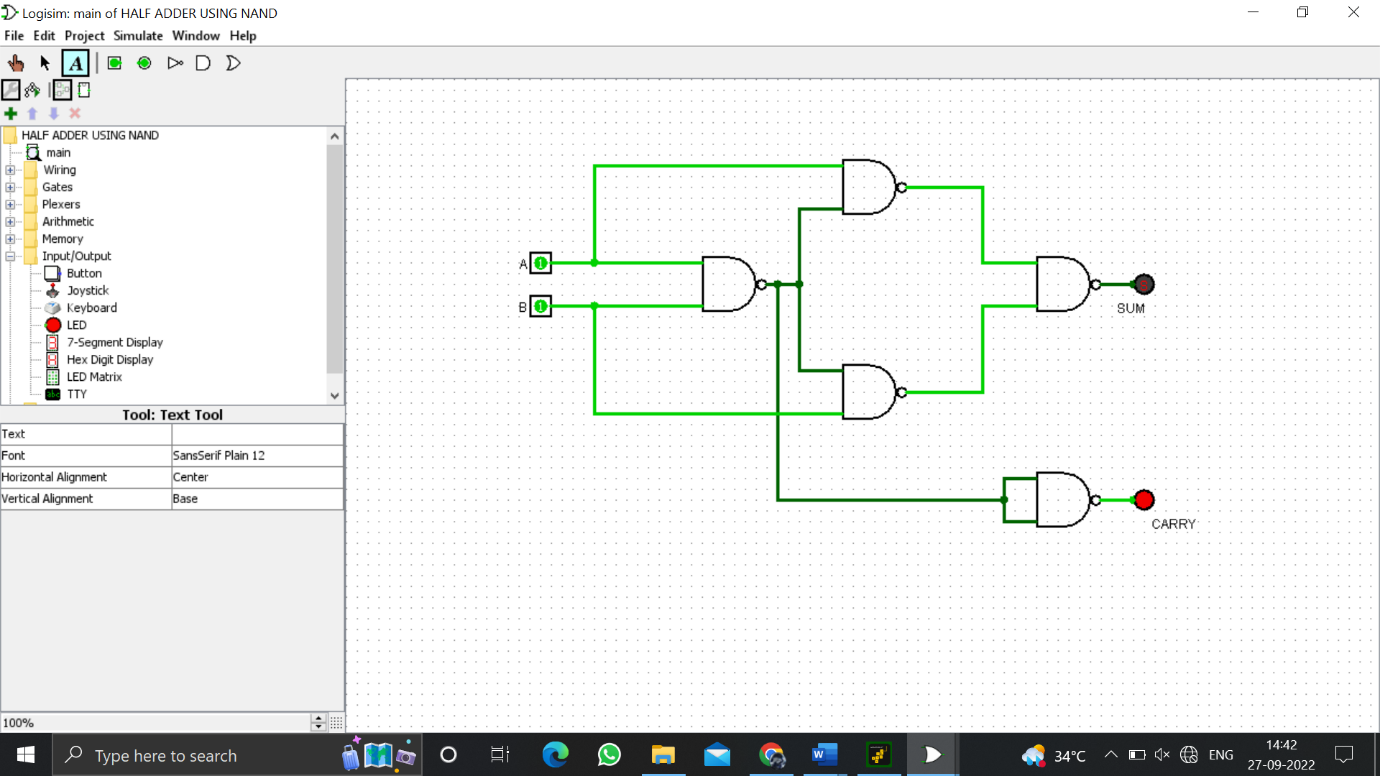 Logisim: main of HALF ADDER USING NAND
File Edit Project Simulate Window Help
A
HALF ADDER USING NAND
main
Wiring
Gates
Plexers
Arithmetic
Memory
Input/Output
Button
Joystick
Keyboard
LED
7-Segment Display
Hex Digit Display
LED Matrix
TTY
Tool: Text Tool
Text
Font SansSerif Plain 12
Horizontal Alignment Center
Vertical Alignment Base
100%
A 1
B 1
SUM
CARRY
Type here to search
34°C
ENG
14:42
27-09-2022